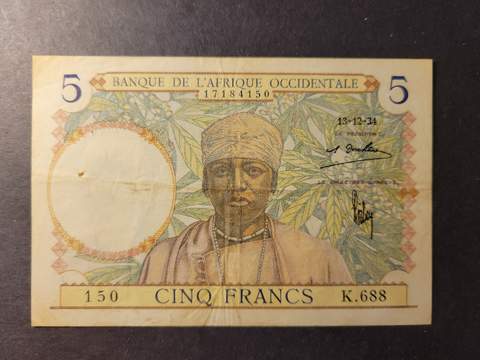 5 BANQUE DE L'AFRIQUE OCCIDENTALE 5
17184150
13-12-34
LE PRÉSIDENT
150 CINQ FRANCS K.688